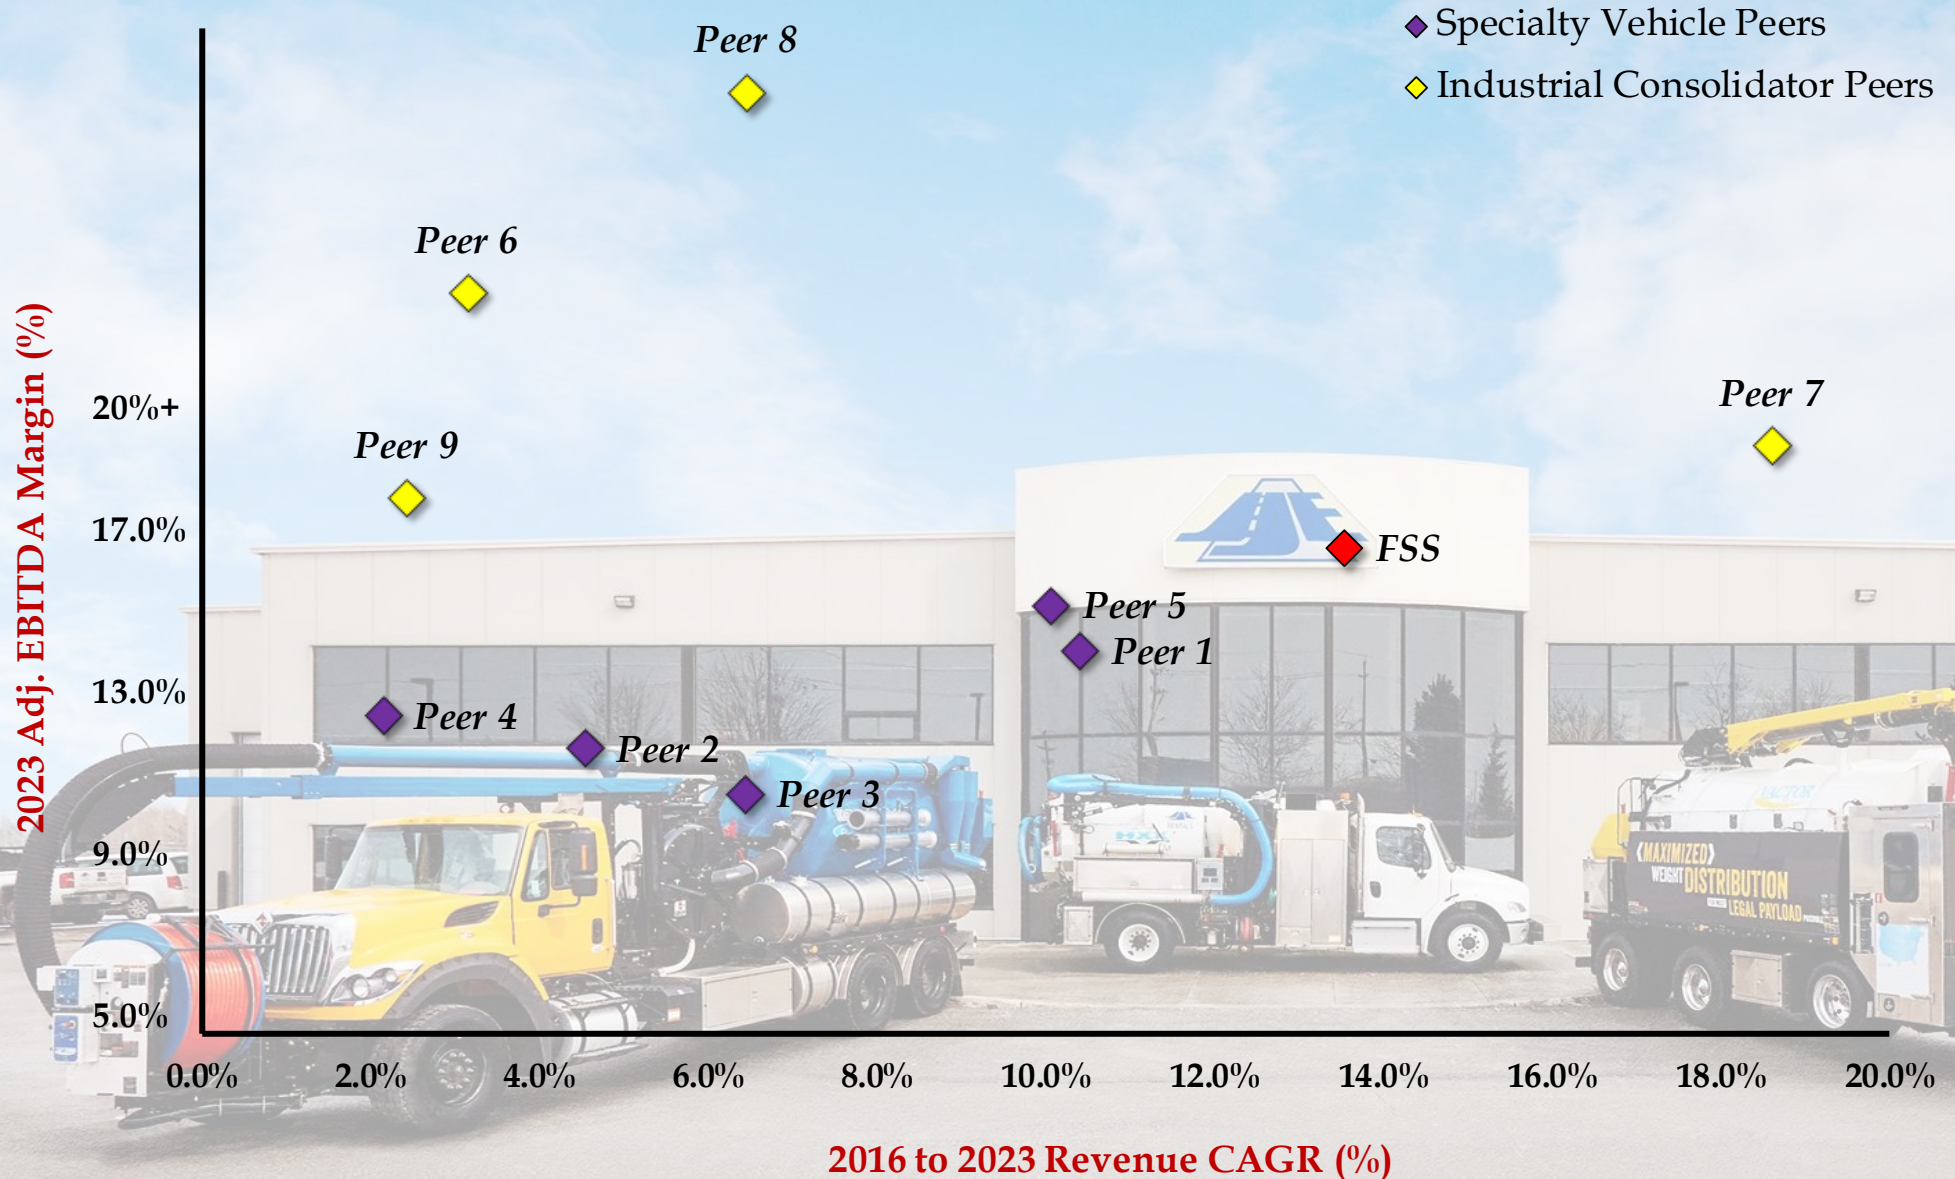 Specialty Vehicle Peers
Industrial Consolidator Peers
Peer 8
Peer 6
Peer 7
Peer 9
FSS
Peer 5
Peer 1
Peer 4
Peer 2
Peer 3
2023 Adj. EBITDA Margin (%)
20%+
17.0%
13.0%
9.0%
5.0%
0.0% 2.0% 4.0% 6.0% 8.0% 10.0% 12.0% 14.0% 16.0% 18.0% 20.0%
2016 to 2023 Revenue CAGR (%)
VACTOR
MAXIMIZED
WEIGHT DISTRIBUTION
LEGAL PAYLOAD
HXX
RENTALS